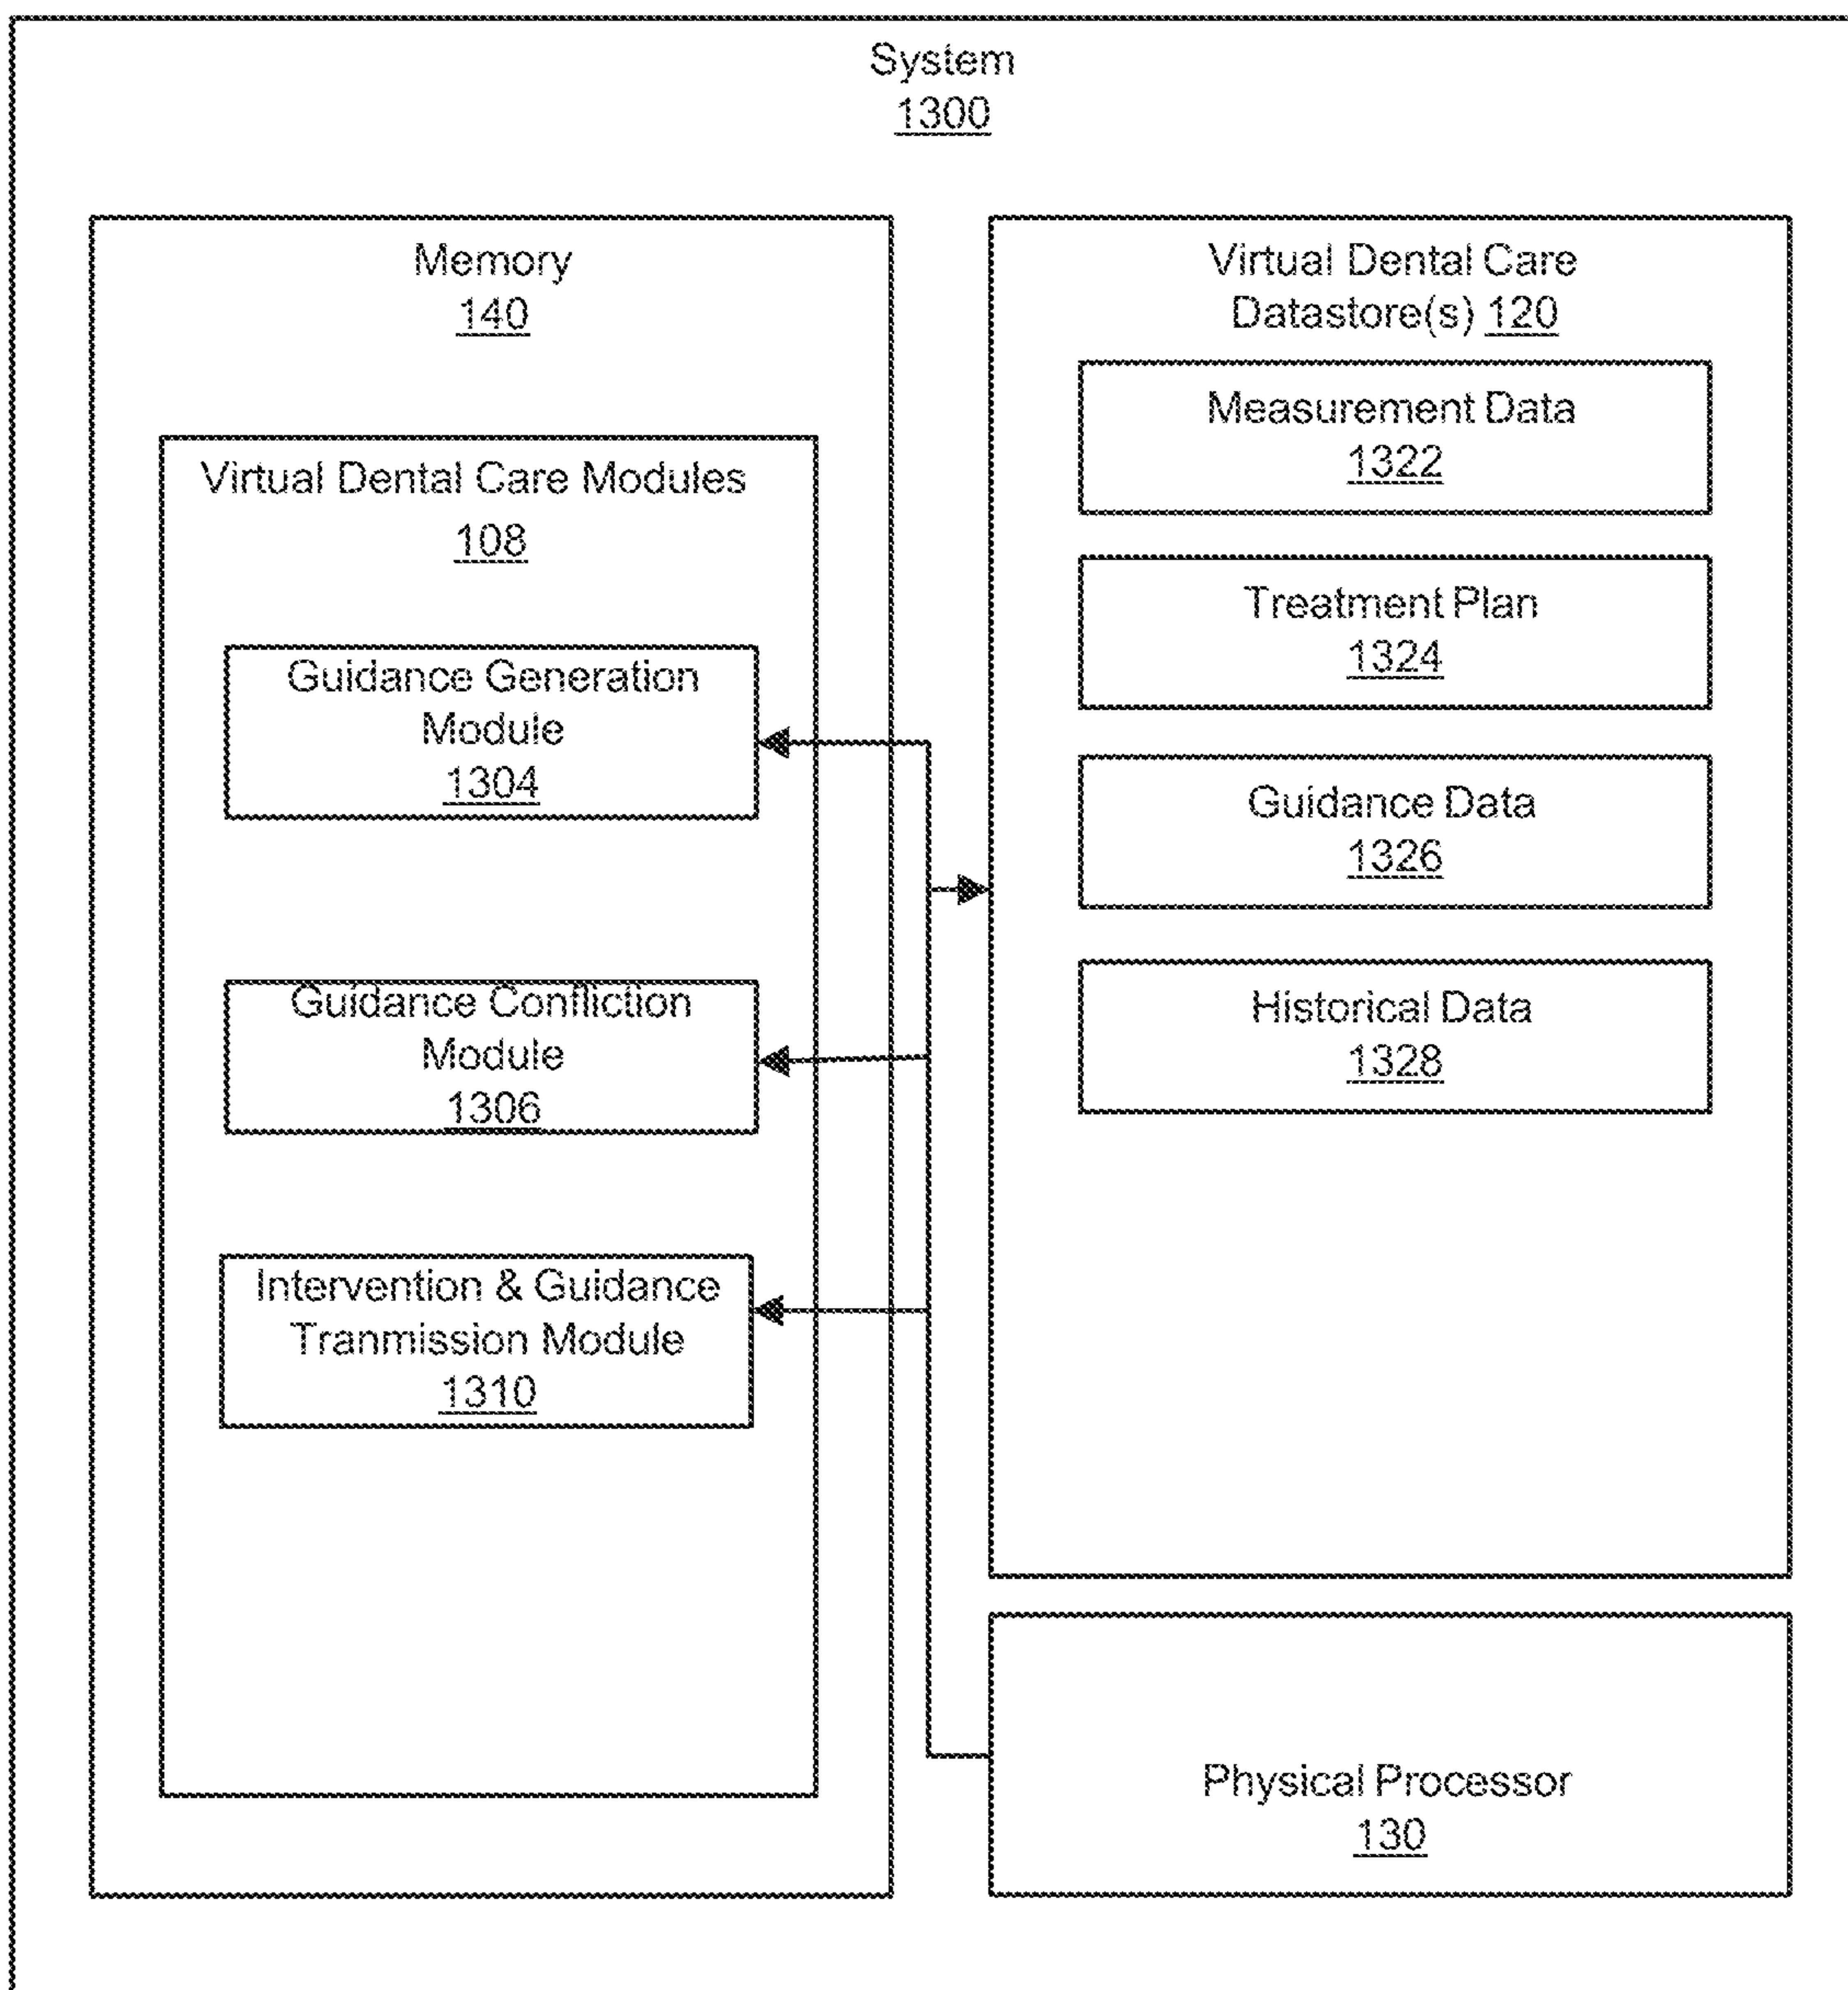 System
1300
Memory
140
Virtual Dental Care Modules
108
Guidance Generation
Module
1304
Guidance Confliction
Module
1306
Intervention & Guidance
Tranmission Module
1310
Virtual Dental Care
Datastore(s) 120
Measurement Data
1322
Treatment Plan
1324
Guidance Data
1326
Historical Data
1328
Physical Processor
130